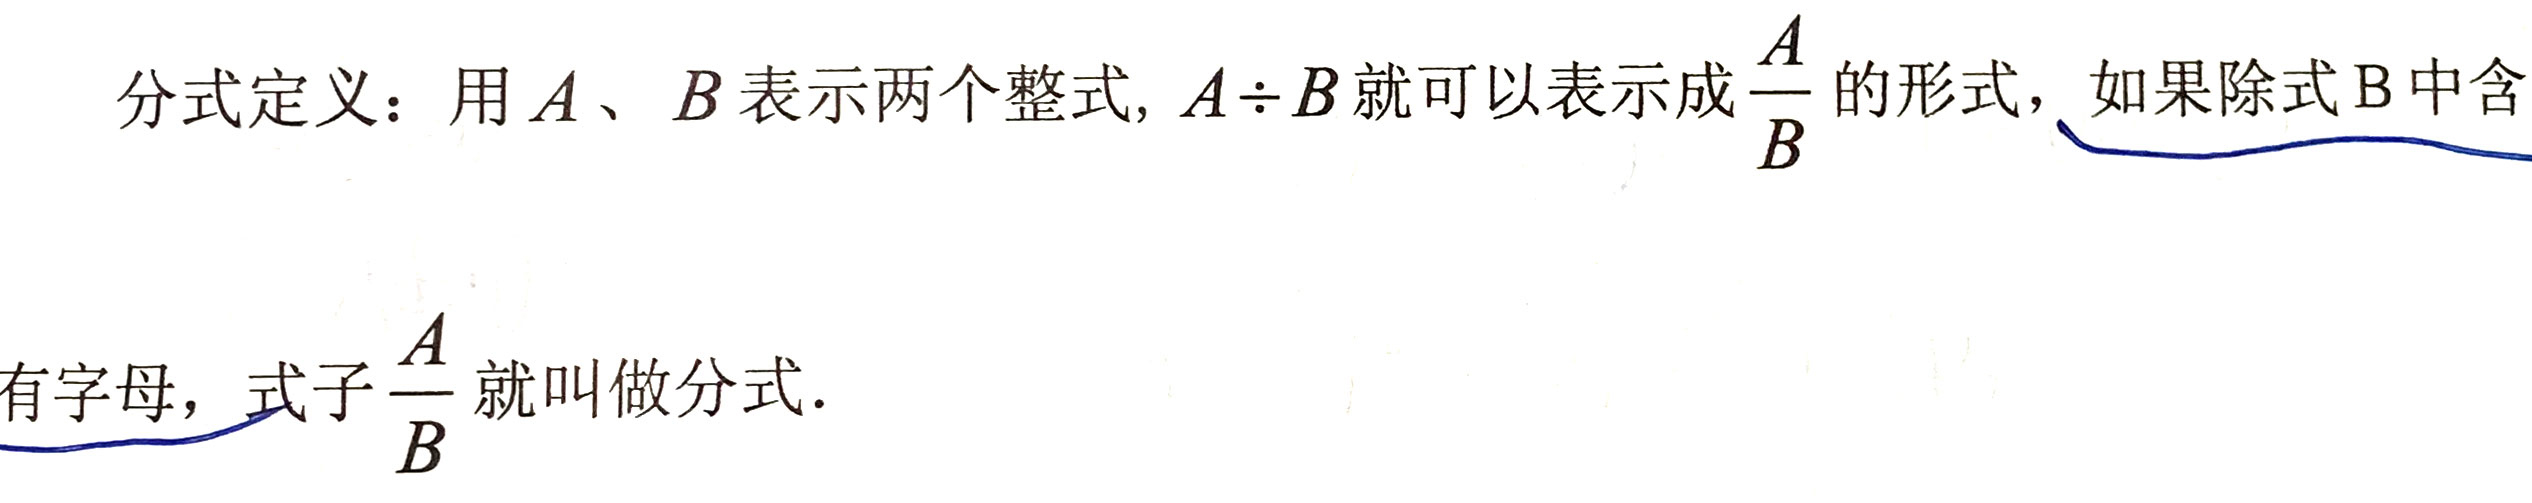 分式定义：用 A、B 表示两个整式, A÷B 就可以表示成 \frac{A}{B} 的形式，如果除式 B 中含
有字母，式子 \frac{A}{B} 就叫做分式.